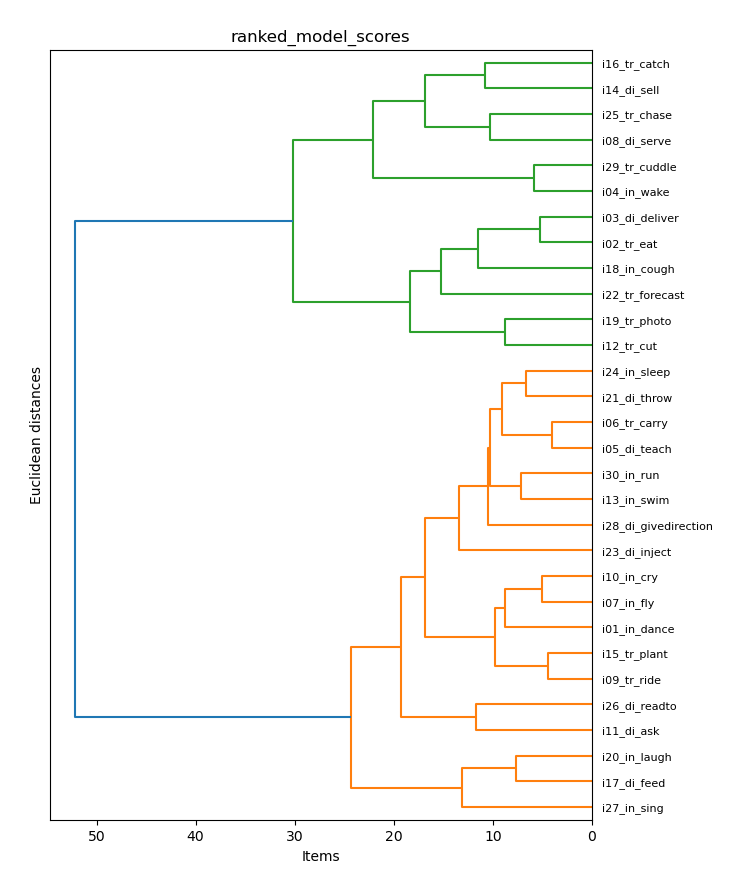 ranked_model_scores
i16_tr_catch
i14_di_sell
i25_tr_chase
i08_di_serve
i29_tr_cuddle
i04_in_wake
i03_di_deliver
i02_tr_eat
i18_in_cough
i22_tr_forecast
i19_tr_photo
i12_tr_cut
i24_in_sleep
i21_di_throw
i06_tr_carry
i05_di_teach
i30_in_run
i13_in_swim
i28_di_givedirection
i23_di_inject
i10_in_cry
i07_in_fly
i01_in_dance
i15_tr_plant
i09_tr_ride
i26_di_readto
i11_di_ask
i20_in_laugh
i17_di_feed
i27_in_sing
Euclidean distances
50 40 30 20 10 0
Items